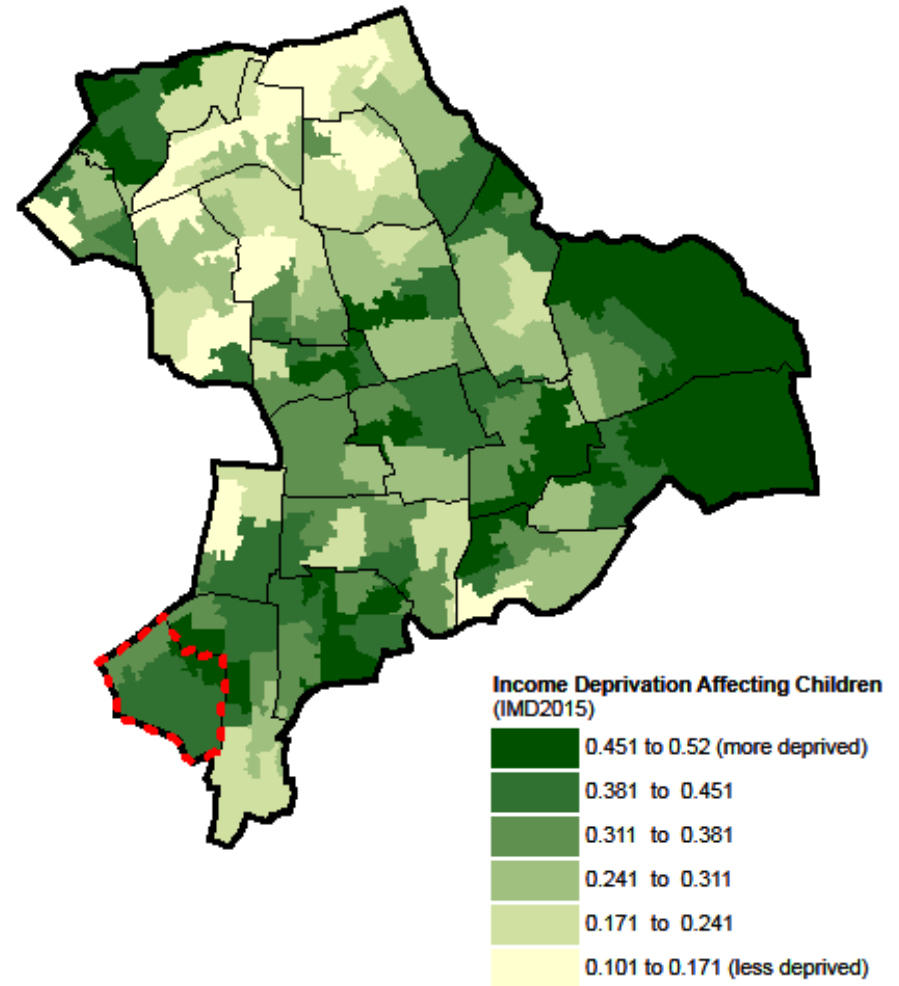 Income Deprivation Affecting Children
(IMD2015)
0.451 to 0.52 (more deprived)
0.381 to 0.451
0.311 to 0.381
0.241 to 0.311
0.171 to 0.241
0.101 to 0.171 (less deprived)